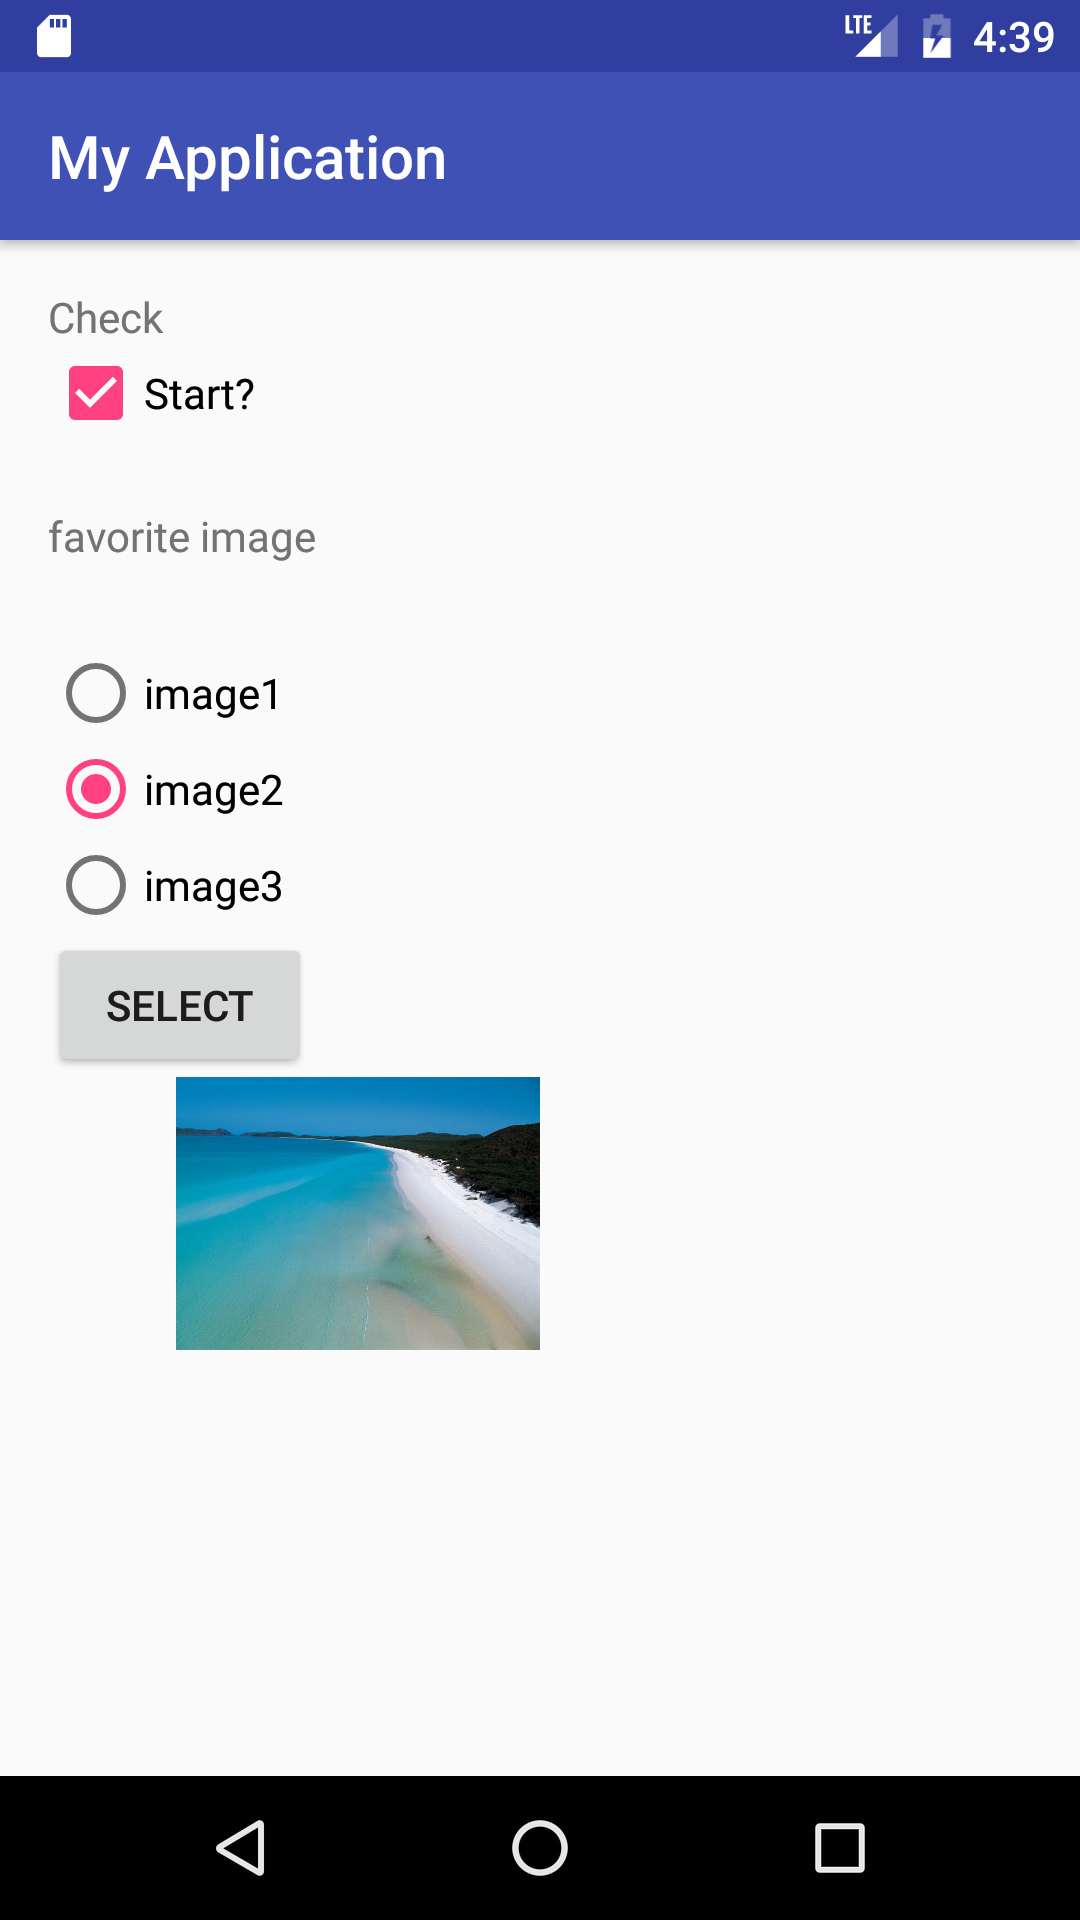 LTE 4:39
My Application
Check
Start?
favorite image
image1
image2
image3
SELECT